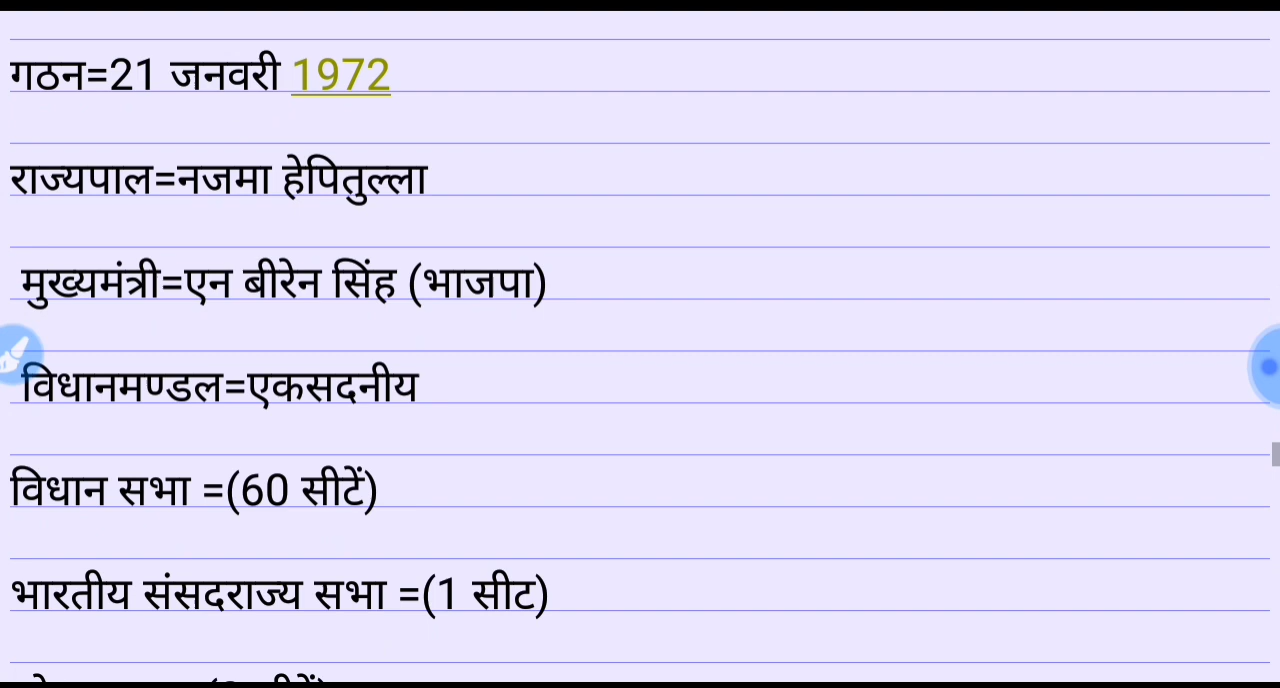 गठन=21 जनवरी 1972
राज्यपाल=नजमा हेपितुल्ला
मुख्यमंत्री=एन बीरेन सिंह (भाजपा)
विधानमण्डल=एकसदनीय
विधान सभा =(60 सीटें)
भारतीय संसदराज्य सभा =(1 सीट)